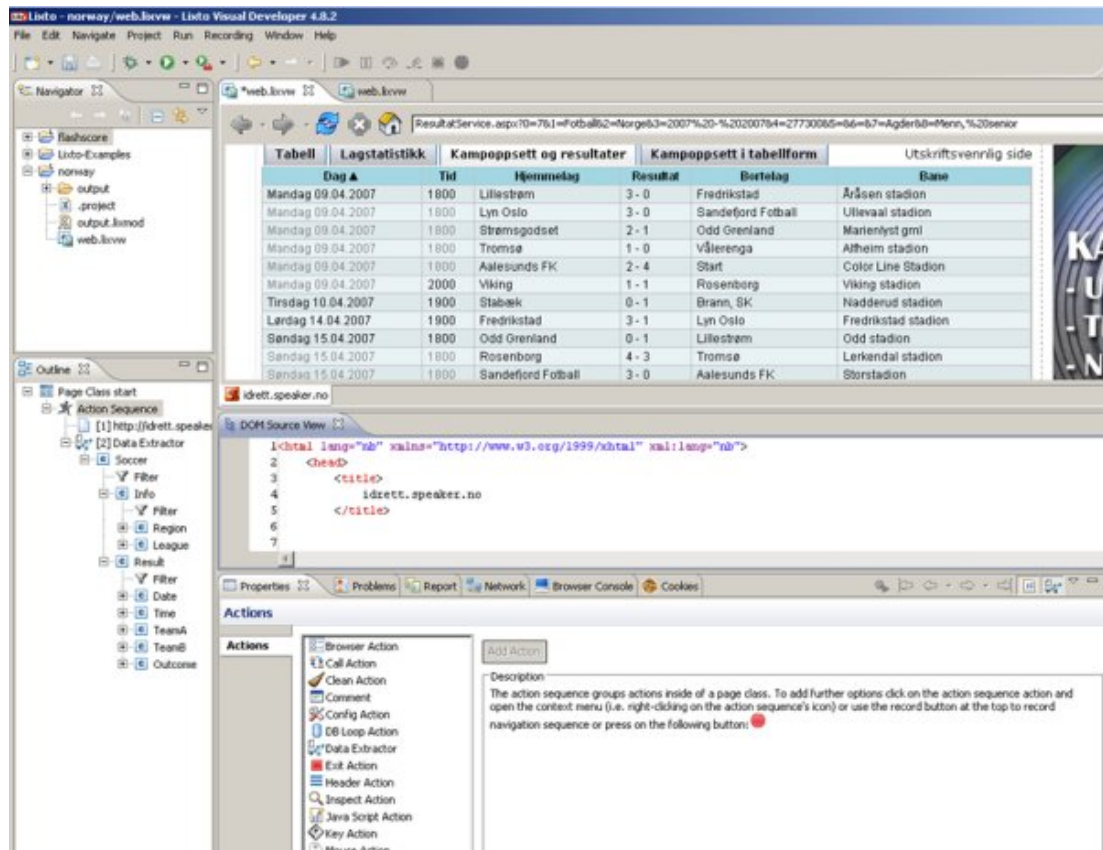 Lixto - norway/web.lixvw - Lixto Visual Developer 4.8.2
File Edit Navigate Project Run Recording Window Help
Navigator
*web.lixvw
web.lixvw
flashscore
Lixto-Examples
norway
output
.project
output.lixmod
web.lixvw
ResultatService.aspx?0=7&1=Fotball&2=Norge&3=2007%20-%202007&4=277300&5=&6=&7=Agder&8=Menn,%20senior
Tabell Lagstatistikk Kampoppsett og resultater Kampoppsett i tabellform Utskriftsvennlig side
Dag ▲ Tid Hjemmelag Resultat Bortelag Bane
Mandag 09.04.2007 1800 Lillestrøm 3 - 0 Fredrikstad Åråsen stadion
Mandag 09.04.2007 1800 Lyn Oslo 3 - 0 Sandefjord Fotball Ullevaal stadion
Mandag 09.04.2007 1800 Strømsgodset 2 - 1 Odd Grenland Marienlyst gml
Mandag 09.04.2007 1800 Tromsø 1 - 0 Vålerenga Alfheim stadion
Mandag 09.04.2007 1800 Aalesunds FK 2 - 4 Start Color Line Stadion
Mandag 09.04.2007 2000 Viking 1 - 1 Rosenborg Viking stadion
Tirsdag 10.04.2007 1900 Stabæk 0 - 1 Brann, SK Nadderud stadion
Lørdag 14.04.2007 1900 Fredrikstad 3 - 1 Lyn Oslo Fredrikstad stadion
Søndag 15.04.2007 1800 Odd Grenland 0 - 1 Lillestrøm Odd stadion
Søndag 15.04.2007 1800 Rosenborg 4 - 3 Tromsø Lerkendal stadion
Søndag 15.04.2007 1800 Sandefjord Fotball 3 - 0 Aalesunds FK Storstadion
KA
- U
- T
- N
idrett.speaker.no
Outline
Page Class start
Action Sequence
[1] http://idrett.speaker
[2] Data Extractor
Soccer
Filter
Info
Filter
Region
League
Result
Filter
Date
Time
TeamA
TeamB
Outcome
DOM Source View
1 <html lang="nb" xmlns="http://www.w3.org/1999/xhtml" xml:lang="nb">
2 <head>
3 <title>
4 idrett.speaker.no
5 </title>
6
7
Properties Problems Report Network Browser Console Cookies
Actions
Actions
Browser Action
Call Action
Clean Action
Comment
Config Action
DB Loop Action
Data Extractor
Exit Action
Header Action
Inspect Action
Java Script Action
Key Action
Mouse Action
Add Action
Description
The action sequence groups actions inside of a page class. To add further options click on the action sequence action and
open the context menu (i.e. right-clicking on the action sequence's icon) or use the record button at the top to record
navigation sequence or press on the following button: